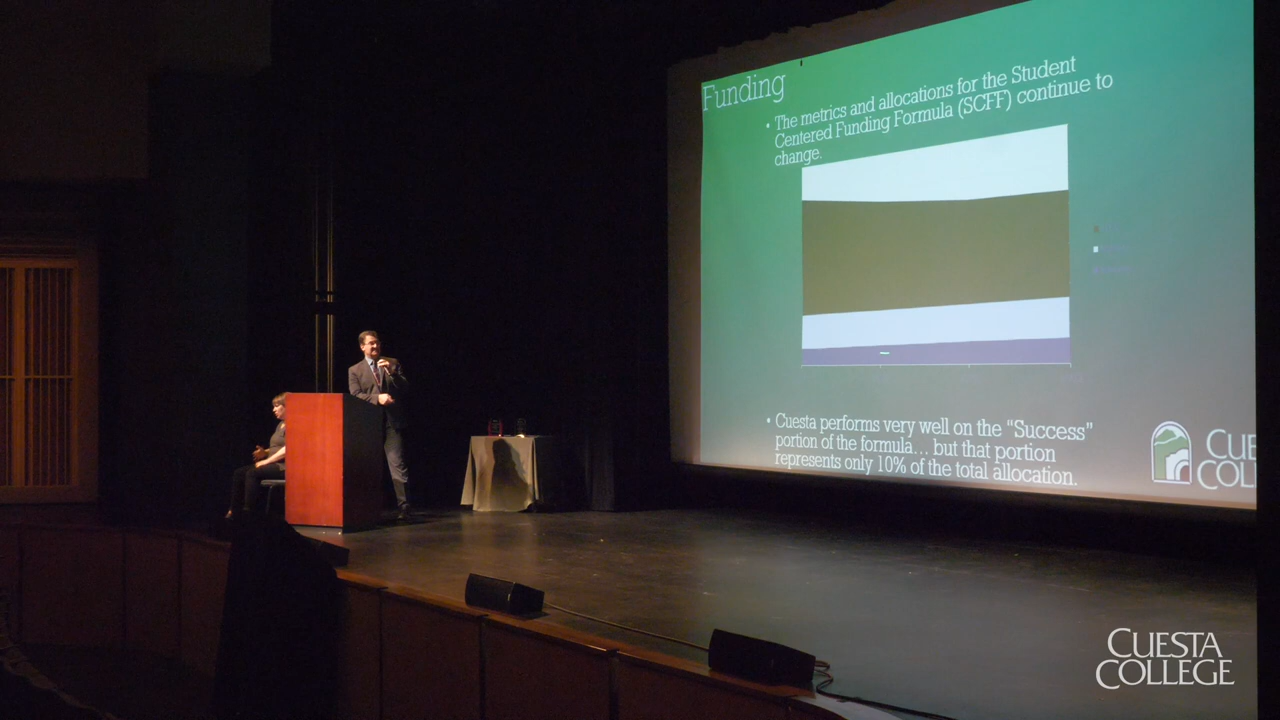 Funding
• The metrics and allocations for the Student
Centered Funding Formula (SCFF) continue to
change.
• Cuesta performs very well on the "Success"
portion of the formula... but that portion
represents only 10% of the total allocation.
CUESTA
COLLEGE